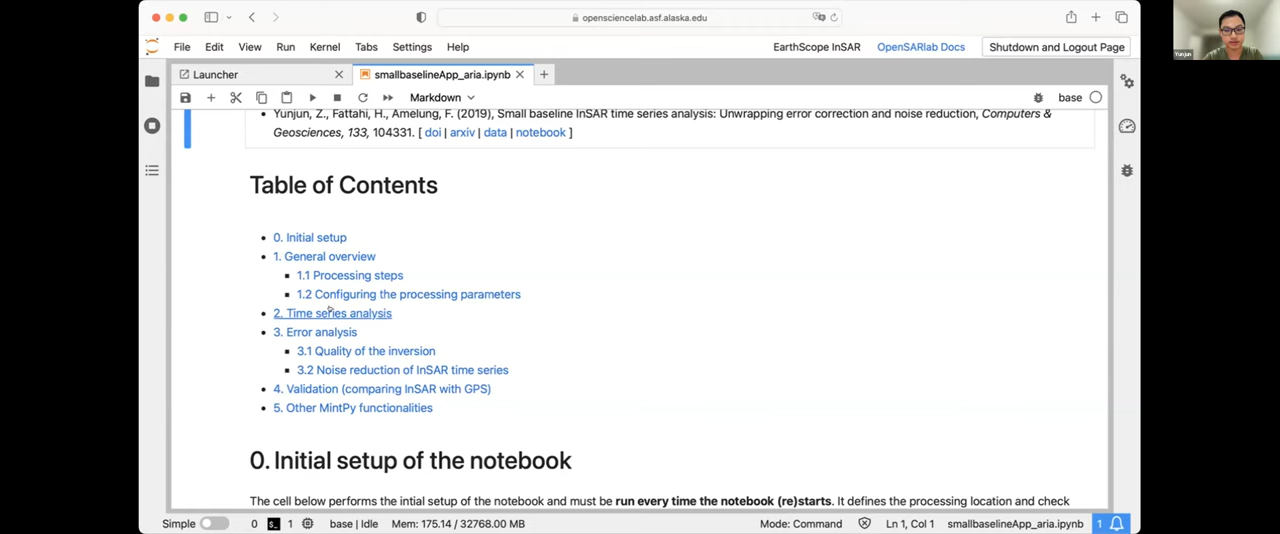 opensciencelab.asf.alaska.edu
Yunjun
File Edit View Run Kernel Tabs Settings Help
EarthScope InSAR OpenSARlab Docs Shutdown and Logout Page
Launcher smallbaselineApp_aria.ipynb
Markdown
base
Yunjun, Z., Fattahi, H., Amelung, F. (2019), Small baseline InSAR time series analysis: Unwrapping error correction and noise reduction, Computers &
Geosciences, 133, 104331. [ doi | arxiv | data | notebook ]
Table of Contents
0. Initial setup
1. General overview
1.1 Processing steps
1.2 Configuring the processing parameters
2. Time series analysis
3. Error analysis
3.1 Quality of the inversion
3.2 Noise reduction of InSAR time series
4. Validation (comparing InSAR with GPS)
5. Other MintPy functionalities
0. Initial setup of the notebook
The cell below performs the intial setup of the notebook and must be run every time the notebook (re)starts. It defines the processing location and check
Simple 0 1 base | Idle Mem: 175.14 / 32768.00 MB Mode: Command Ln 1, Col 1 smallbaselineApp_aria.ipynb 1